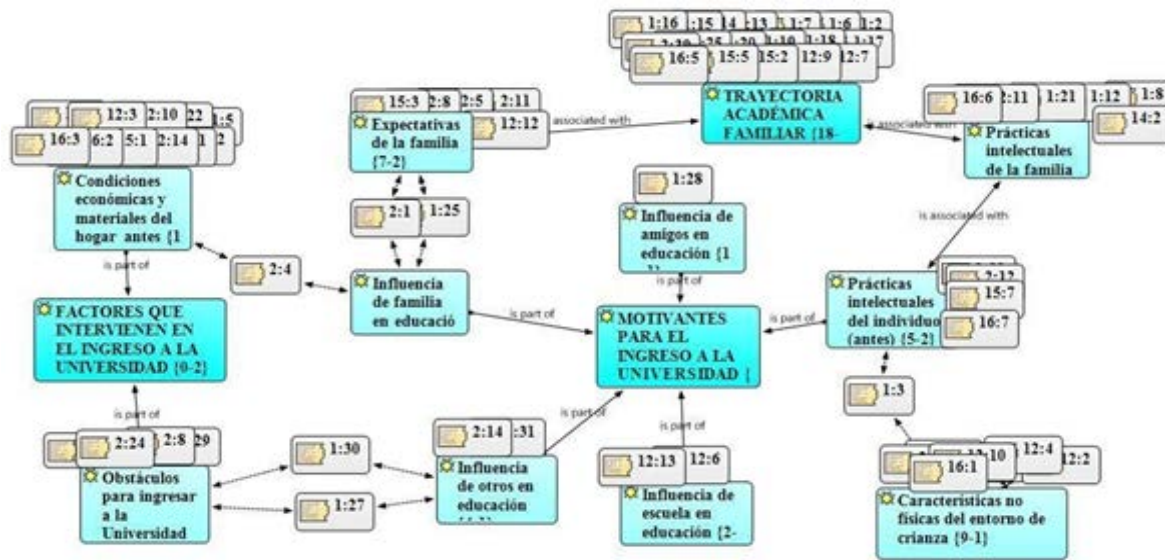 1:16 :15 14 :13 1:7 1:6 1:2
1:10 1:18 1:17
16:5 15:5 15:2 12:9 12:7
TRAYECTORIA
ACADÉMICA
FAMILIAR {18-
15:3 2:8 2:5 2:11
12:12
Expectativas
de la familia
{7-2}
associated with
is associated with
16:6 2:11 1:21 1:12 1:8
14:2
Prácticas
intelectuales
de la familia
12:3 2:10 22 1:5
16:3 6:2 5:1 2:14 1 2
Condiciones
económicas y
materiales del
hogar antes {1
is part of
2:4
2:1 1:25
Influencia
de familia
en educació
is part of
1:28
Influencia de
amigos en
educación {1
is part of
is associated with
Prácticas
intelectuales
del individuo
(antes) {5-2}
2:12
15:7
16:7
is part of
FACTORES QUE
INTERVIENEN EN
EL INGRESO A LA
UNIVERSIDAD {0-2}
MOTIVANTES
PARA EL
INGRESO A LA
UNIVERSIDAD {
1:3
is part of
2:24 2:8 29
Obstáculos
para ingresar
a la
Universidad
1:30
1:27
is part of
2:14 :31
Influencia
de otros en
educación
is part of
12:13 12:6
Influencia de
escuela en
educación {2-
16:1 12:4 12:2
Características no
físicas del entorno de
crianza {9-1}